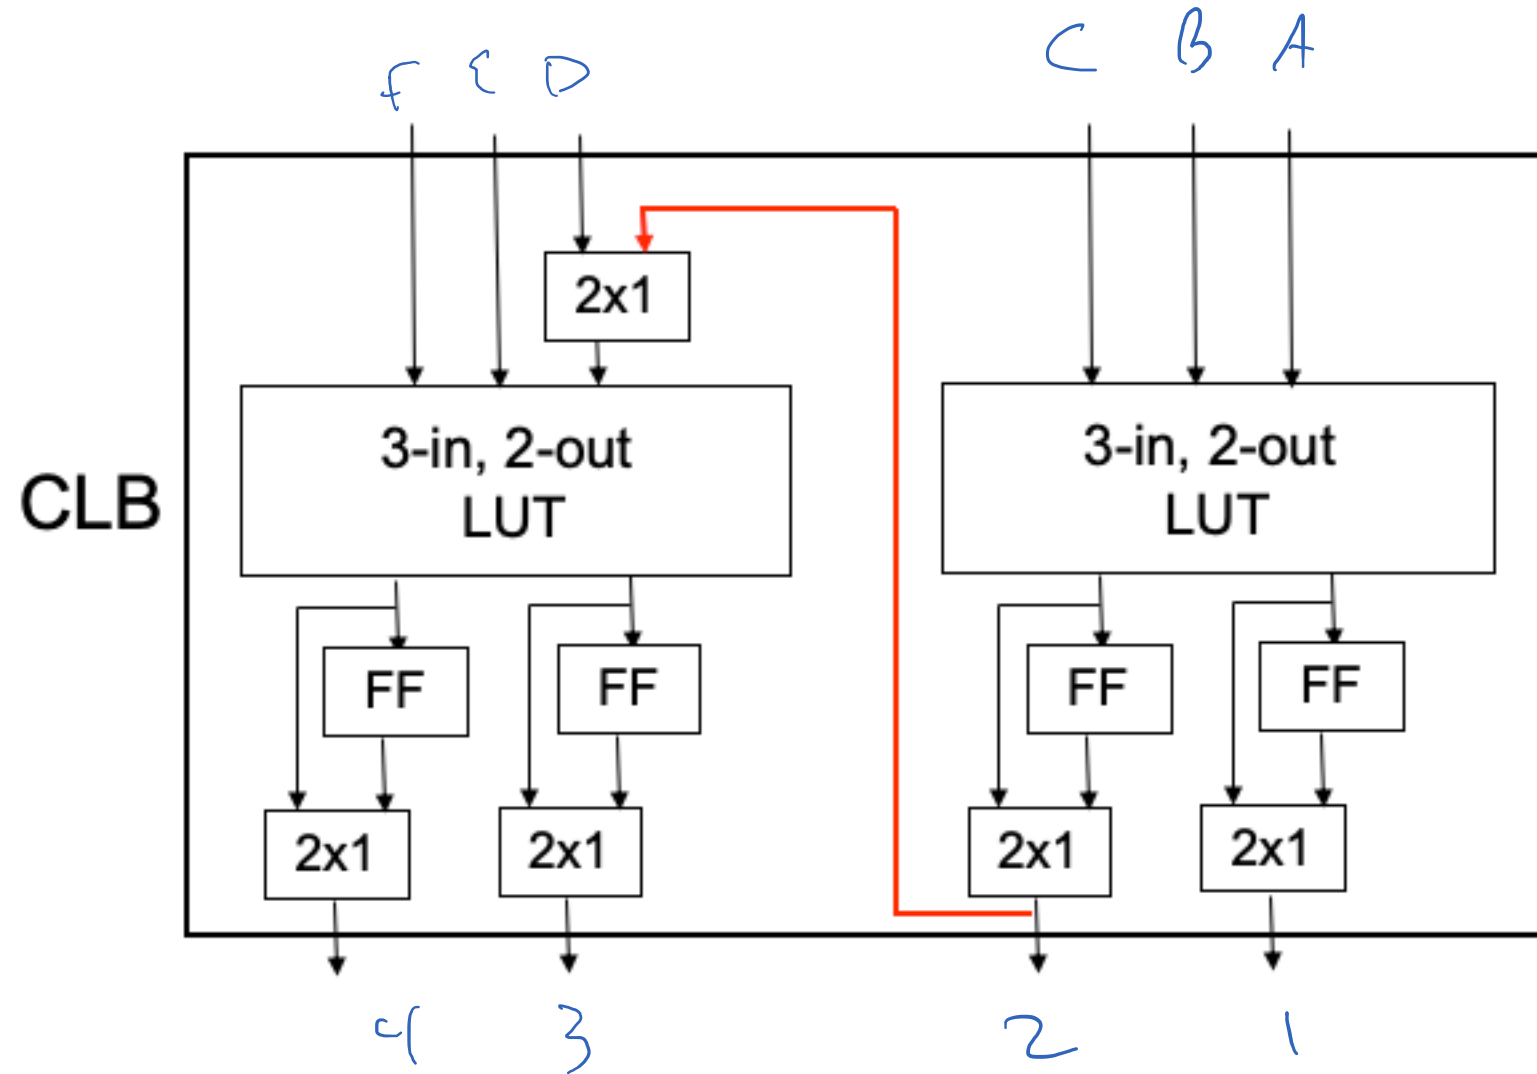 F E D C B A
2x1
3-in, 2-out 3-in, 2-out
LUT LUT
CLB
FF FF FF FF
2x1 2x1 2x1 2x1
4 3 2 1